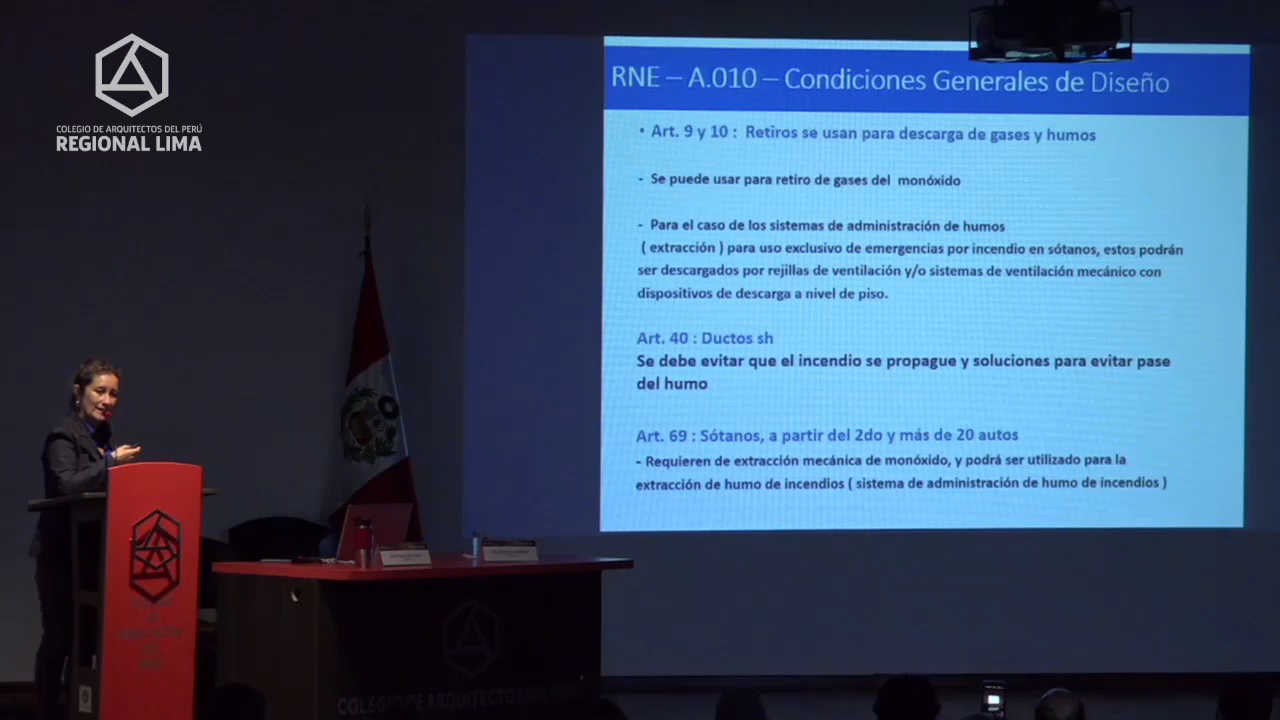 COLEGIO DE ARQUITECTOS DEL PERÚ
REGIONAL LIMA
RNE – A.010 – Condiciones Generales de Diseño
• Art. 9 y 10 : Retiros se usan para descarga de gases y humos
- Se puede usar para retiro de gases del monóxido
- Para el caso de los sistemas de administración de humos
( extracción ) para uso exclusivo de emergencias por incendio en sótanos, estos podrán
ser descargados por rejillas de ventilación y/o sistemas de ventilación mecánico con
dispositivos de descarga a nivel de piso.
Art. 40 : Ductos sh
Se debe evitar que el incendio se propague y soluciones para evitar pase
del humo
Art. 69 : Sótanos, a partir del 2do y más de 20 autos
- Requieren de extracción mecánica de monóxido, y podrá ser utilizado para la
extracción de humo de incendios ( sistema de administración de humo de incendios )
COLEGIO DE ARQUITECTOS DEL PERÚ